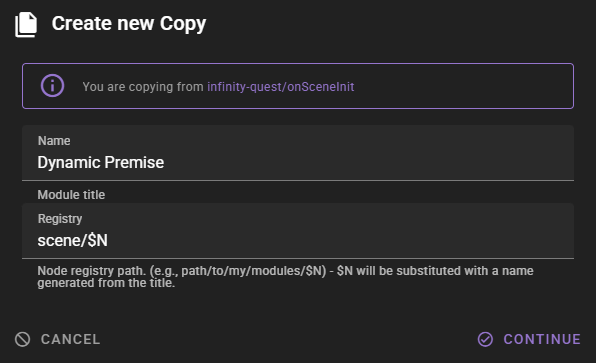 Create new Copy
You are copying from infinity-quest/onSceneInit
Name
Dynamic Premise
Module title
Registry
scene/$N
Node registry path. (e.g., path/to/my/modules/$N) - $N will be substituted with a name
generated from the title.
CANCEL
CONTINUE